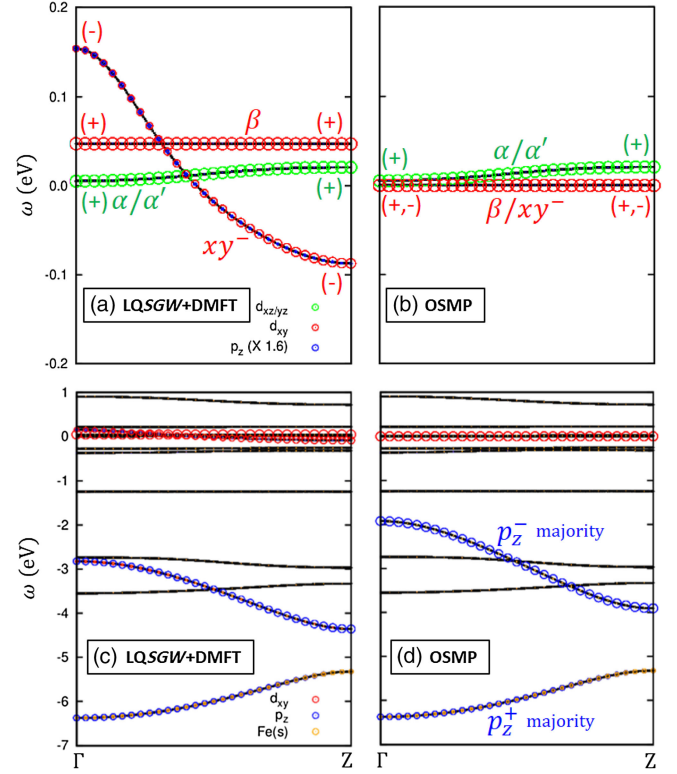 0.2
0.1
0.0
-0.1
-0.2
ω (eV)
(-)
(+)
β
(+)
(+) α/α′
(+)
xy⁻
(-)
(a) LQSGW+DMFT
d_xz/yz
d_xy
p_z (X 1.6)
(+)
α/α′
(+)
(+,-)
β/xy⁻
(+,-)
(b) OSMP
1
0
-1
-2
-3
-4
-5
-6
-7
ω (eV)
(c) LQSGW+DMFT
d_xy
p_z
Fe(s)
Γ
Z
p_z⁻ majority
(d) OSMP
p_z⁺ majority
Γ
Z